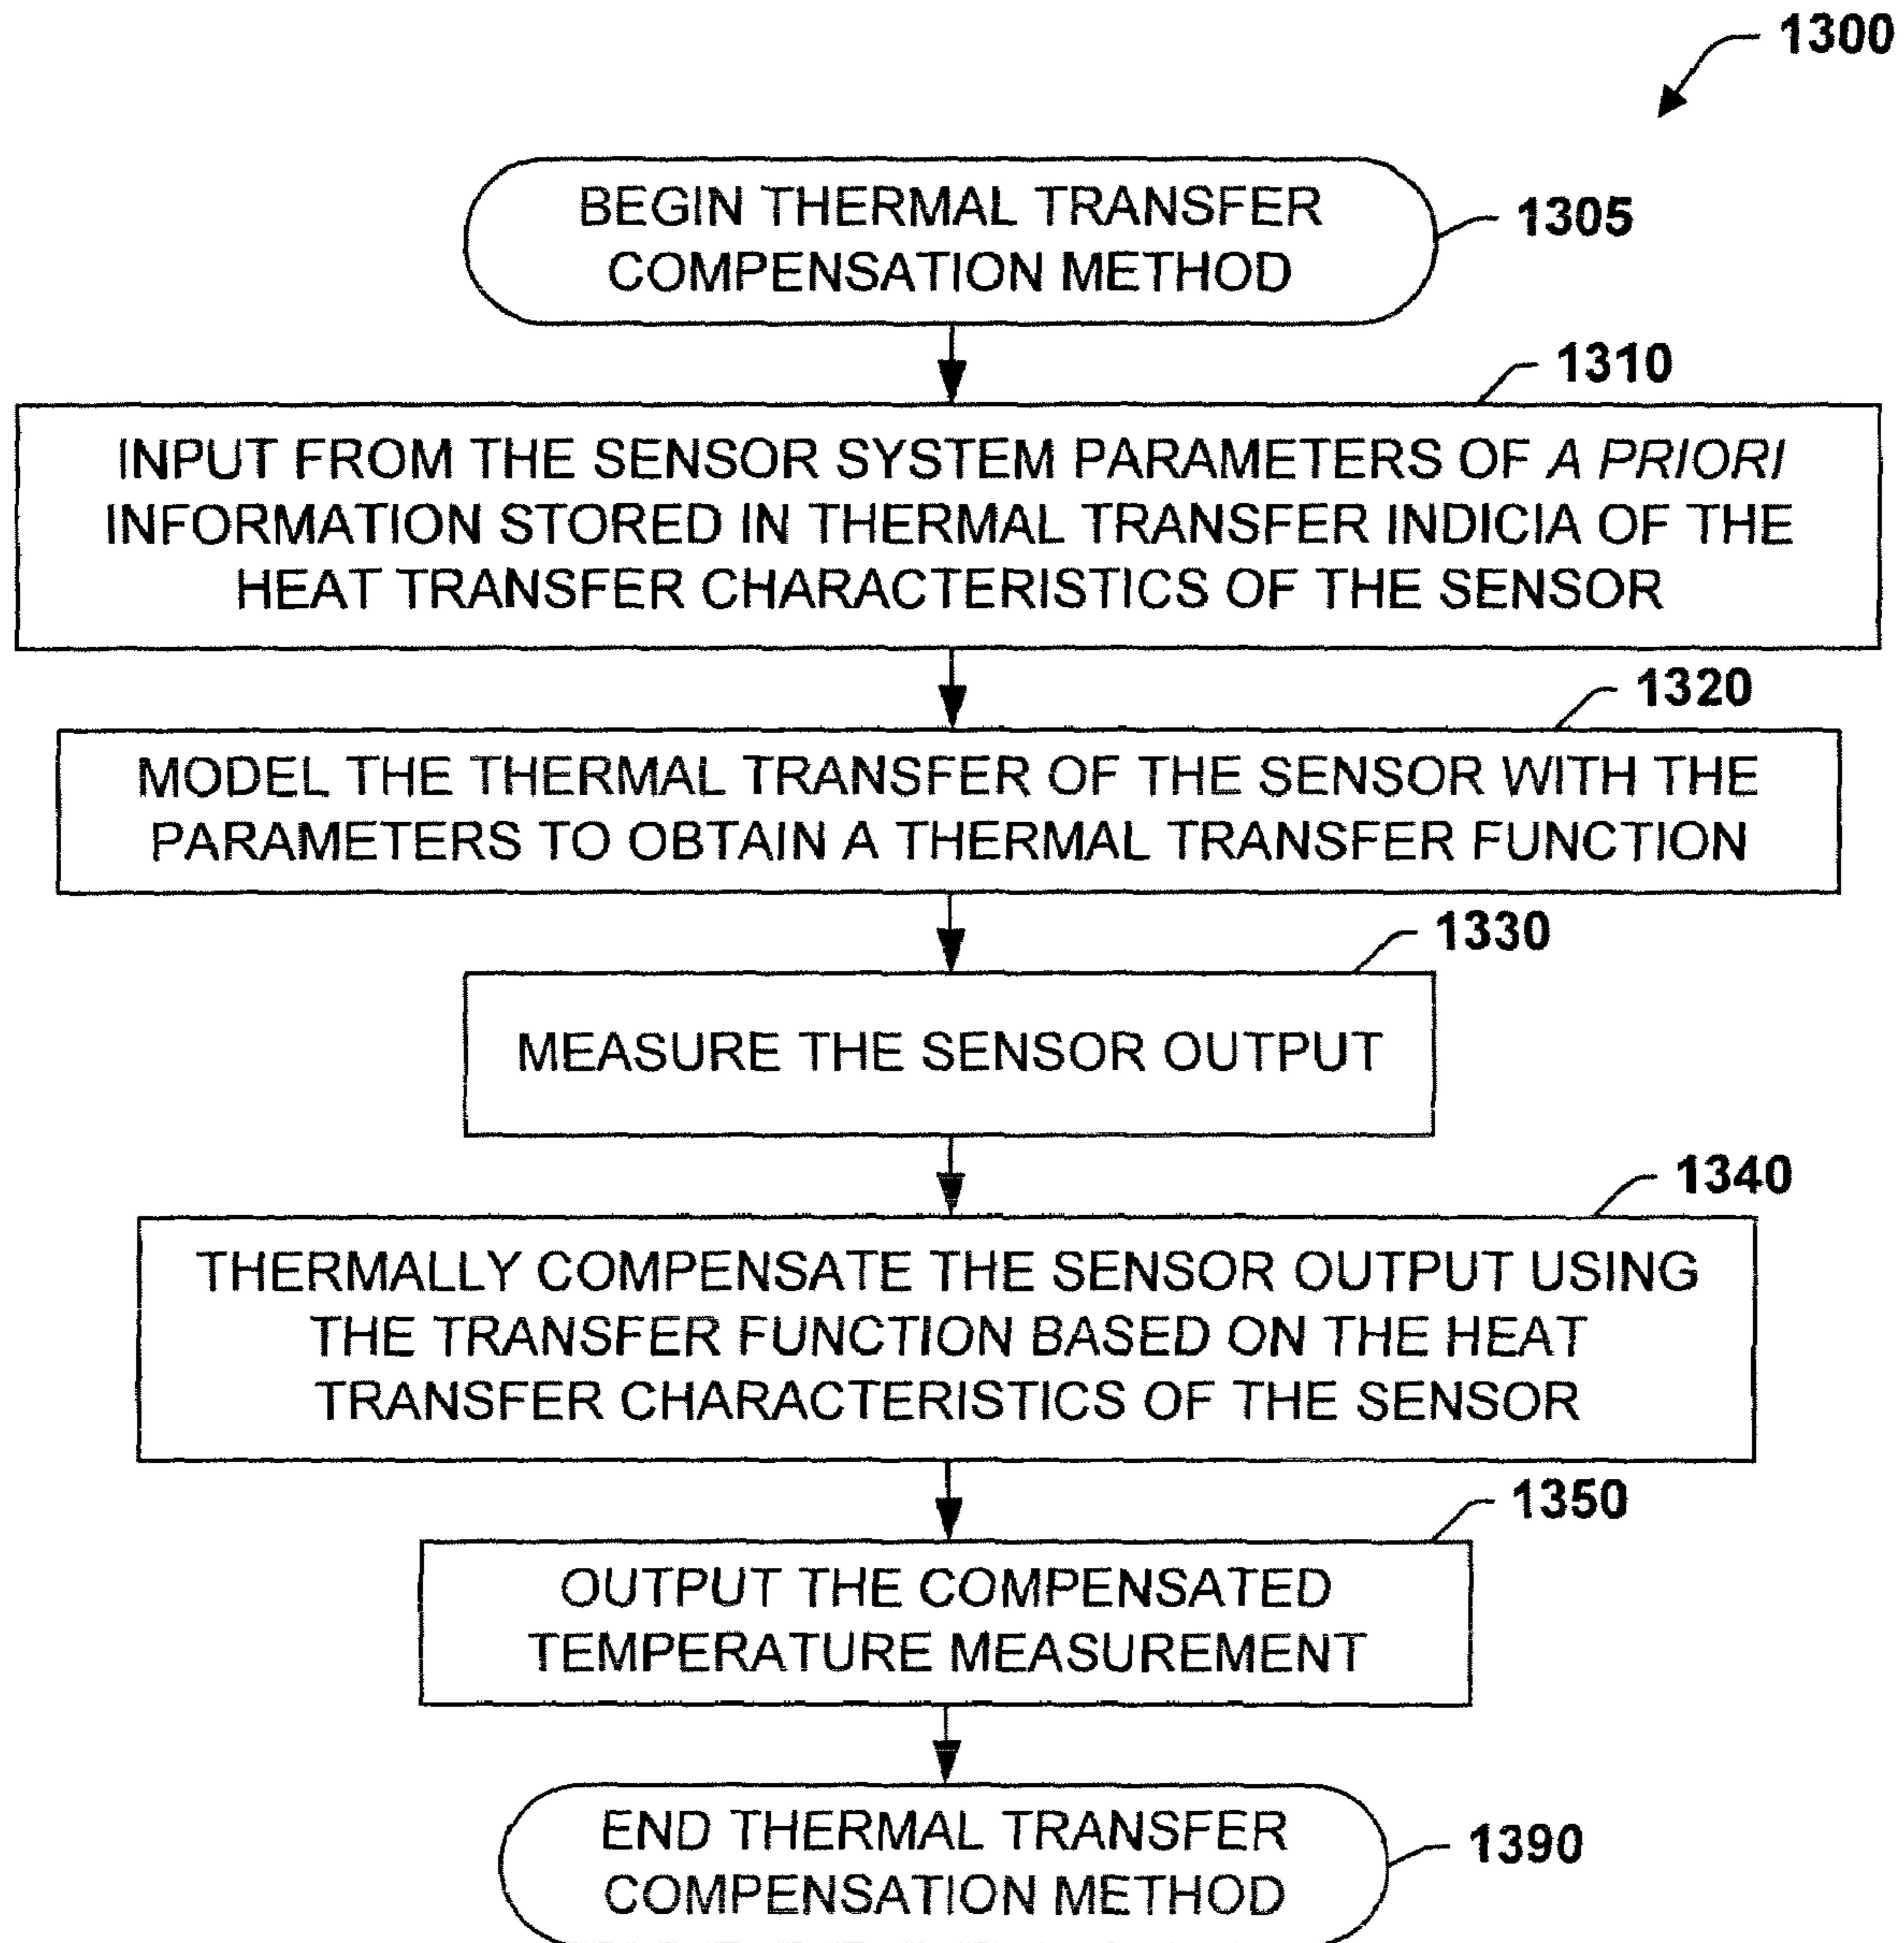 1300
BEGIN THERMAL TRANSFER
COMPENSATION METHOD
1305
1310
INPUT FROM THE SENSOR SYSTEM PARAMETERS OF A PRIORI
INFORMATION STORED IN THERMAL TRANSFER INDICIA OF THE
HEAT TRANSFER CHARACTERISTICS OF THE SENSOR
1320
MODEL THE THERMAL TRANSFER OF THE SENSOR WITH THE
PARAMETERS TO OBTAIN A THERMAL TRANSFER FUNCTION
1330
MEASURE THE SENSOR OUTPUT
1340
THERMALLY COMPENSATE THE SENSOR OUTPUT USING
THE TRANSFER FUNCTION BASED ON THE HEAT
TRANSFER CHARACTERISTICS OF THE SENSOR
1350
OUTPUT THE COMPENSATED
TEMPERATURE MEASUREMENT
END THERMAL TRANSFER
COMPENSATION METHOD
1390